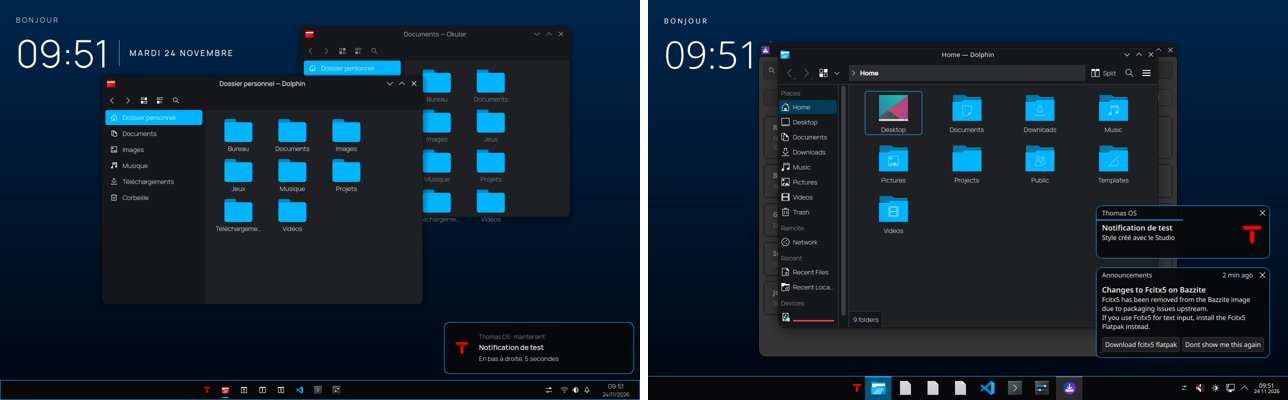 BONJOUR
09:51
MARDI 24 NOVEMBRE
Documents — Okular
Dossier personnel
Bureau
Documents
Images
Jeux
Musique
Projets
Vidéos
Dossier personnel — Dolphin
Dossier personnel
Documents
Images
Musique
Téléchargements
Corbeille
Bureau
Documents
Images
Jeux
Musique
Projets
Téléchargeme...
Vidéos
Thomas OS · maintenant
Notification de test
En bas à droite, 5 secondes
09:51
24/11/2026
BONJOUR
09:51
Home — Dolphin
Home
Split
Places
Home
Desktop
Documents
Downloads
Music
Pictures
Videos
Trash
Remote
Network
Recent
Recent Files
Recent Loca...
Devices
Desktop
Documents
Downloads
Music
Pictures
Projects
Public
Templates
Videos
9 folders
Thomas OS
Notification de test
Style créé avec le Studio
Announcements
2 min ago
Changes to Fcitx5 on Bazzite
Fcitx5 has been removed from the Bazzite image
due to packaging issues upstream.
If you use Fcitx5 for text input, install the Fcitx5
Flatpak instead.
Download fcitx5 flatpak
Dont show me this again
09:51
24 11 2026